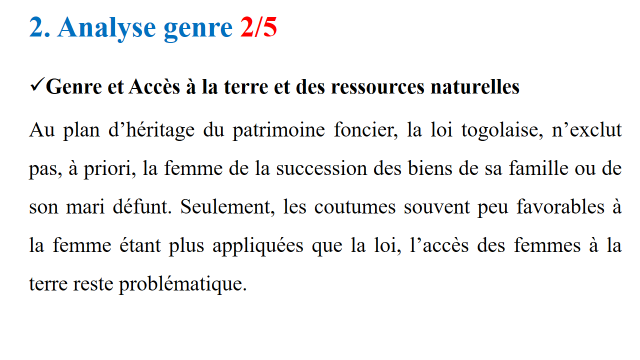 2. Analyse genre 2/5
✓Genre et Accès à la terre et des ressources naturelles
Au plan d’héritage du patrimoine foncier, la loi togolaise, n’exclut
pas, à priori, la femme de la succession des biens de sa famille ou de
son mari défunt. Seulement, les coutumes souvent peu favorables à
la femme étant plus appliquées que la loi, l’accès des femmes à la
terre reste problématique.